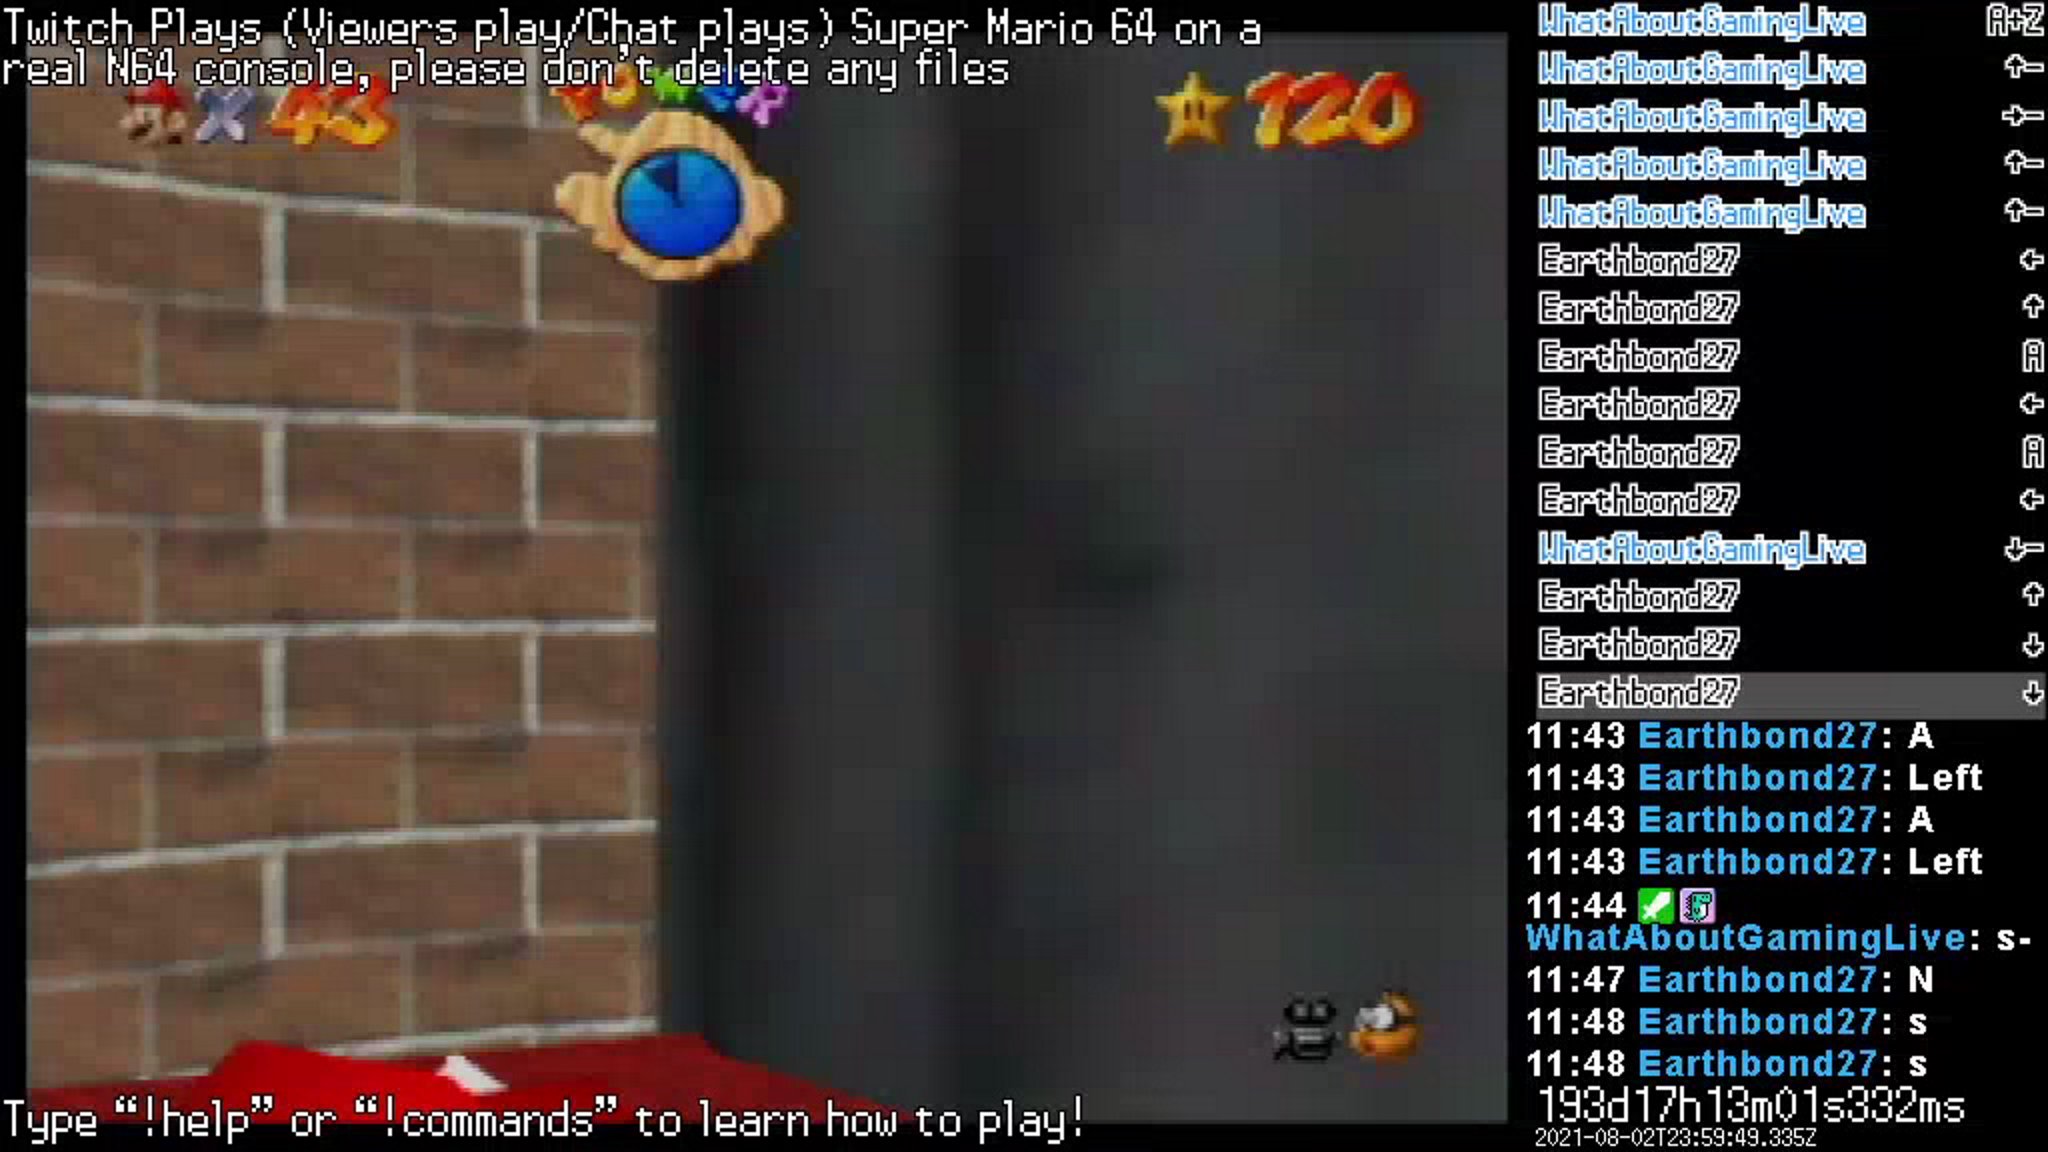 Twitch Plays (Viewers play/Chat plays) Super Mario 64 on a
real N64 console, please don't delete any files
x 43
POWER
120
WhatAboutGamingLive A+Z
WhatAboutGamingLive ↑-
WhatAboutGamingLive →-
WhatAboutGamingLive ↑-
WhatAboutGamingLive ↑-
Earthbond27 ←
Earthbond27 ↑
Earthbond27 A
Earthbond27 ←
Earthbond27 A
Earthbond27 ←
WhatAboutGamingLive ↓-
Earthbond27 ↑
Earthbond27 ↓
Earthbond27 ↓
11:43 Earthbond27: A
11:43 Earthbond27: Left
11:43 Earthbond27: A
11:43 Earthbond27: Left
11:44
WhatAboutGamingLive: s-
11:47 Earthbond27: N
11:48 Earthbond27: s
11:48 Earthbond27: s
193d17h13m01s332ms
2021-08-02T23:59:49.335Z
Type “!help” or “!commands” to learn how to play!